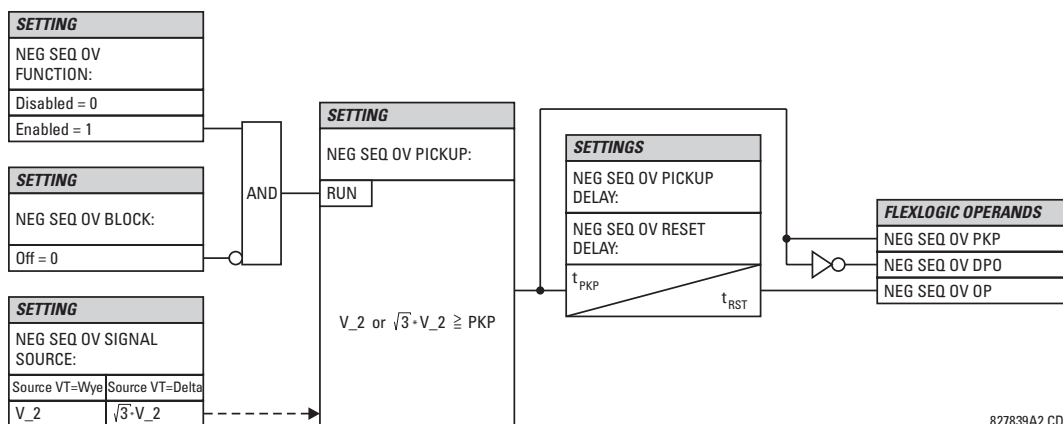 SETTING
NEG SEQ OV
FUNCTION:
Disabled = 0
Enabled = 1
SETTING
NEG SEQ OV BLOCK:
Off = 0
SETTING
NEG SEQ OV SIGNAL
SOURCE:
Source VT=Wye Source VT=Delta
V_2 √3·V_2
AND
SETTING
NEG SEQ OV PICKUP:
RUN
V_2 or √3·V_2 ≧ PKP
SETTINGS
NEG SEQ OV PICKUP
DELAY:
NEG SEQ OV RESET
DELAY:
tPKP
tRST
FLEXLOGIC OPERANDS
NEG SEQ OV PKP
NEG SEQ OV DPO
NEG SEQ OV OP
827839A2.CD